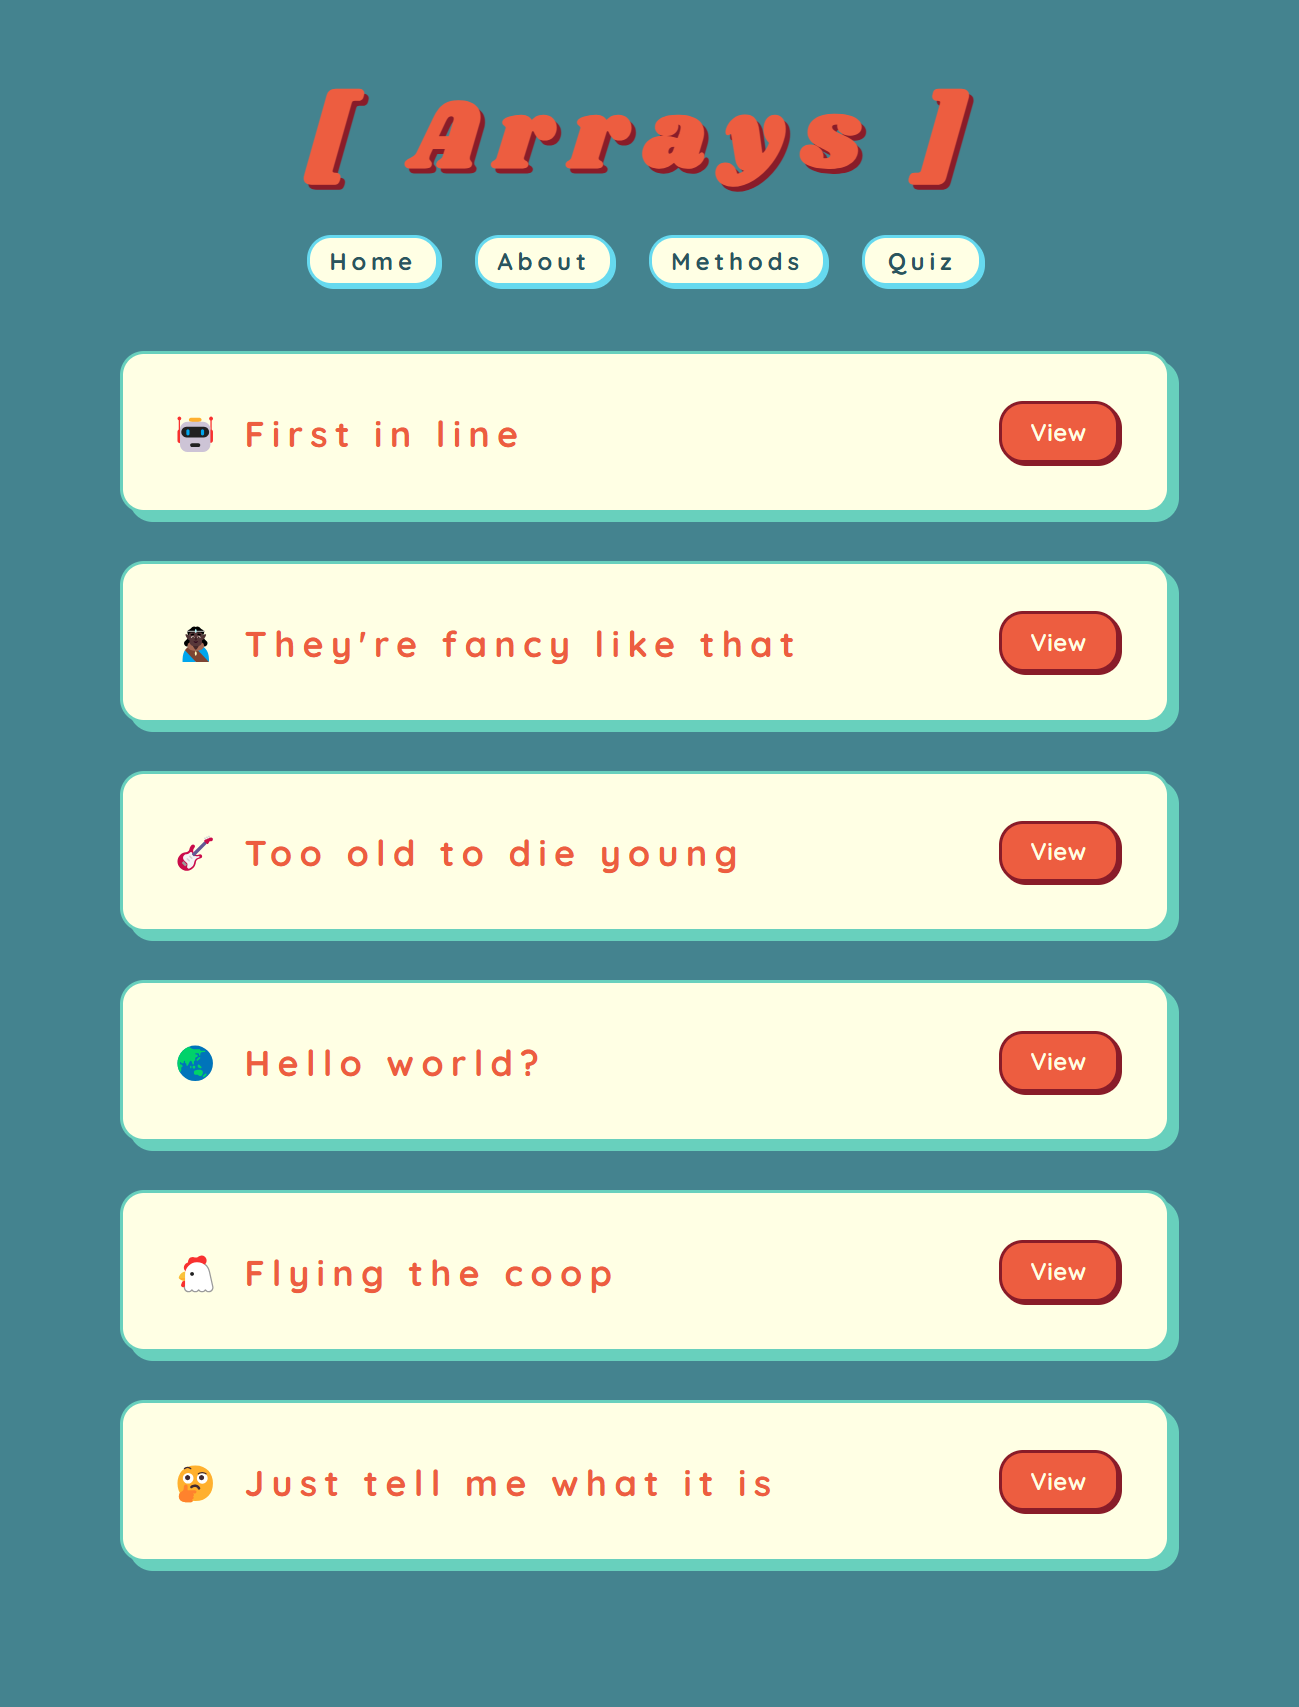 [ Arrays ]
Home About Methods Quiz
First in line View
They're fancy like that View
Too old to die young View
Hello world? View
Flying the coop View
Just tell me what it is View